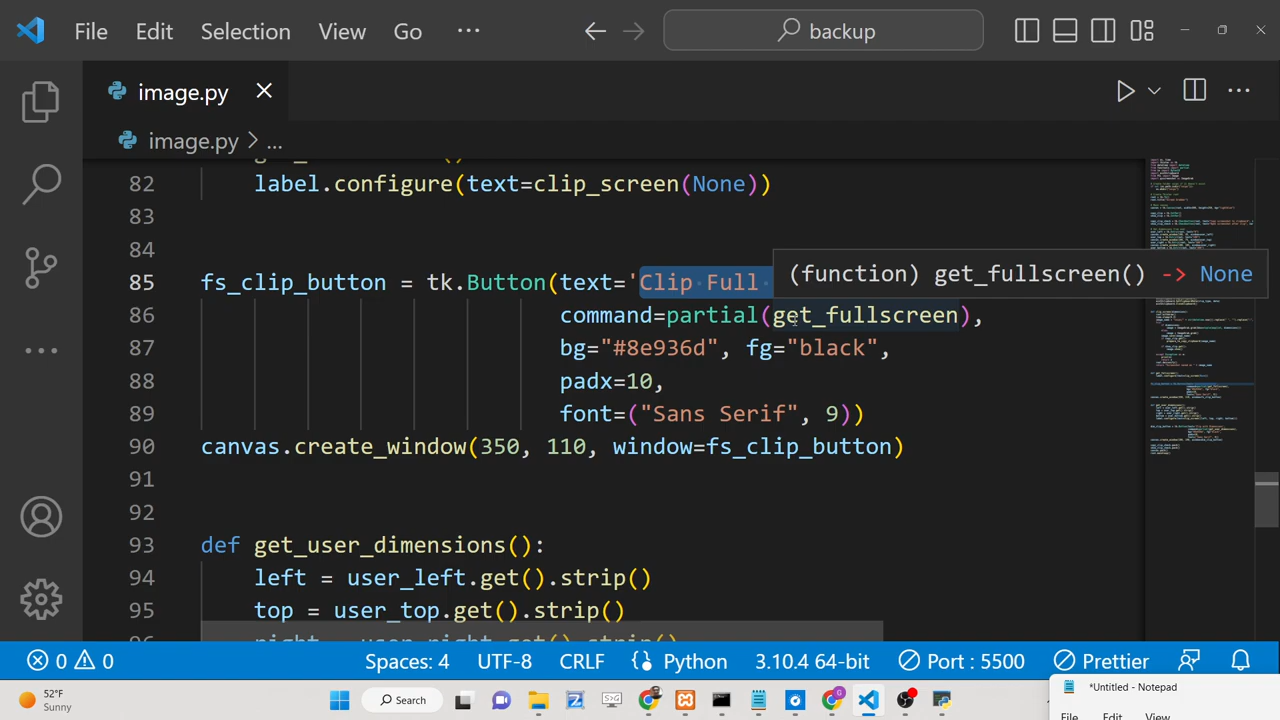 File Edit Selection View Go ··· backup
image.py
image.py > ...
82 label.configure(text=clip_screen(None))
83
84
85 fs_clip_button = tk.Button(text='Clip Full
(function) get_fullscreen() -> None
86 command=partial(get_fullscreen),
87 bg="#8e936d", fg="black",
88 padx=10,
89 font=("Sans Serif", 9))
90 canvas.create_window(350, 110, window=fs_clip_button)
91
92
93 def get_user_dimensions():
94 left = user_left.get().strip()
95 top = user_top.get().strip()
96 right = user_right.get().strip()
0 0 Spaces: 4 UTF-8 CRLF Python 3.10.4 64-bit Port : 5500 Prettier
52°F
Sunny
Search
*Untitled - Notepad
File Edit View